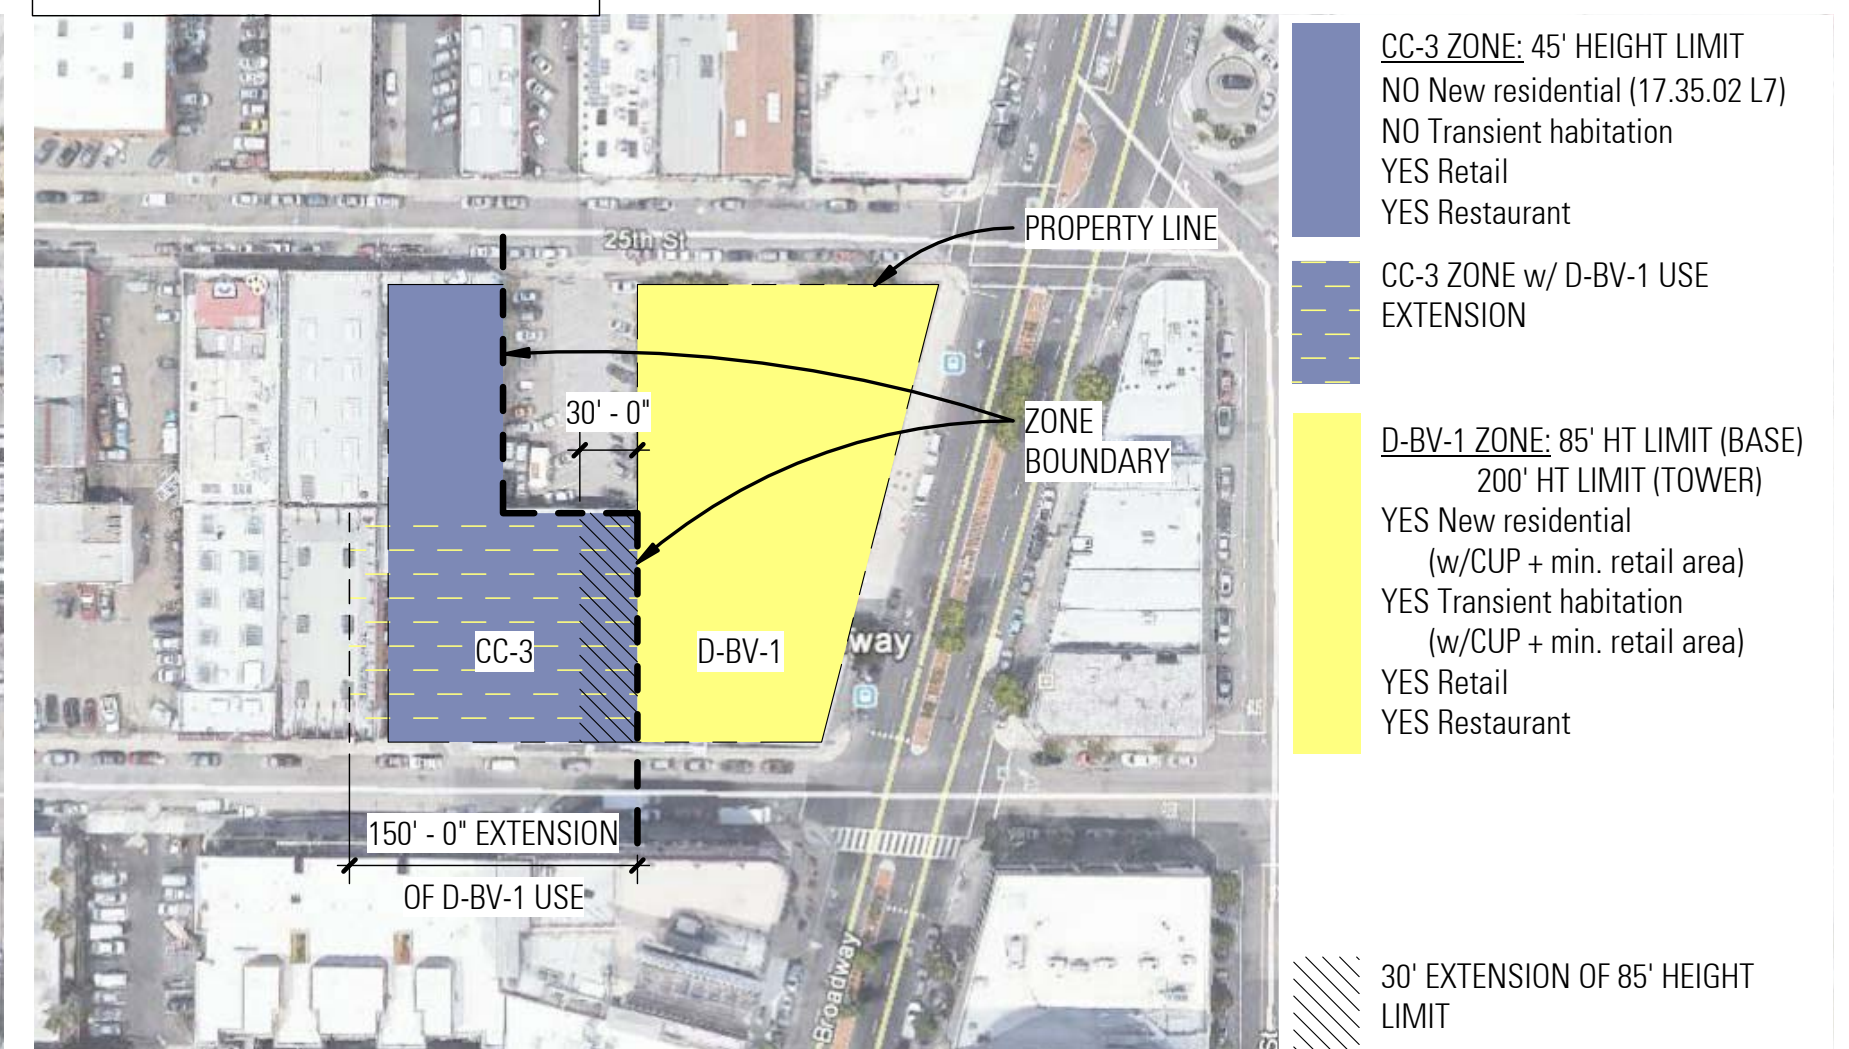 25th St
PROPERTY LINE
30' - 0"
ZONE
BOUNDARY
CC-3
D-BV-1
way
150' - 0" EXTENSION
OF D-BV-1 USE
Broadway
St
CC-3 ZONE: 45' HEIGHT LIMIT
NO New residential (17.35.02 L7)
NO Transient habitation
YES Retail
YES Restaurant
CC-3 ZONE w/ D-BV-1 USE
EXTENSION
D-BV-1 ZONE: 85' HT LIMIT (BASE)
200' HT LIMIT (TOWER)
YES New residential
(w/CUP + min. retail area)
YES Transient habitation
(w/CUP + min. retail area)
YES Retail
YES Restaurant
30' EXTENSION OF 85' HEIGHT
LIMIT